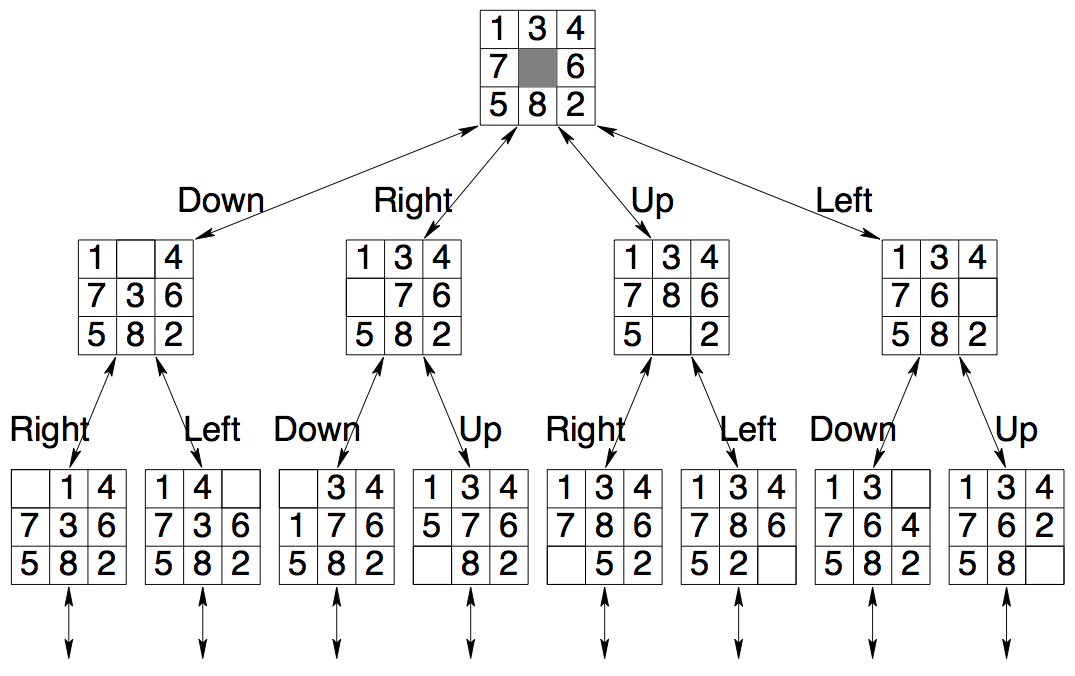 1 3 4
7 6
5 8 2
Down Right Up Left
1 4 1 3 4 1 3 4 1 3 4
7 3 6 7 6 7 8 6 7 6
5 8 2 5 8 2 5 2 5 8 2
Right Left Down Up Right Left Down Up
1 4 1 4 3 4 1 3 4 1 3 4 1 3 4 1 3 1 3 4
7 3 6 7 3 6 1 7 6 5 7 6 7 8 6 7 8 6 7 6 4 7 6 2
5 8 2 5 8 2 5 8 2 8 2 5 2 5 2 5 8 2 5 8